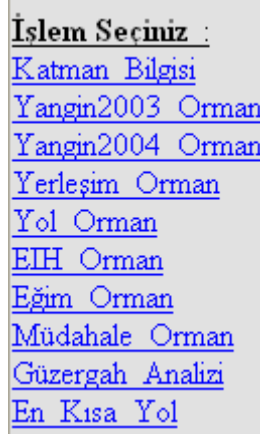 İşlem Seçiniz :
Katman Bilgisi
Yangin2003 Orman
Yangin2004 Orman
Yerleşim Orman
Yol Orman
EIH Orman
Eğim Orman
Müdahale Orman
Güzergah Analizi
En Kısa Yol